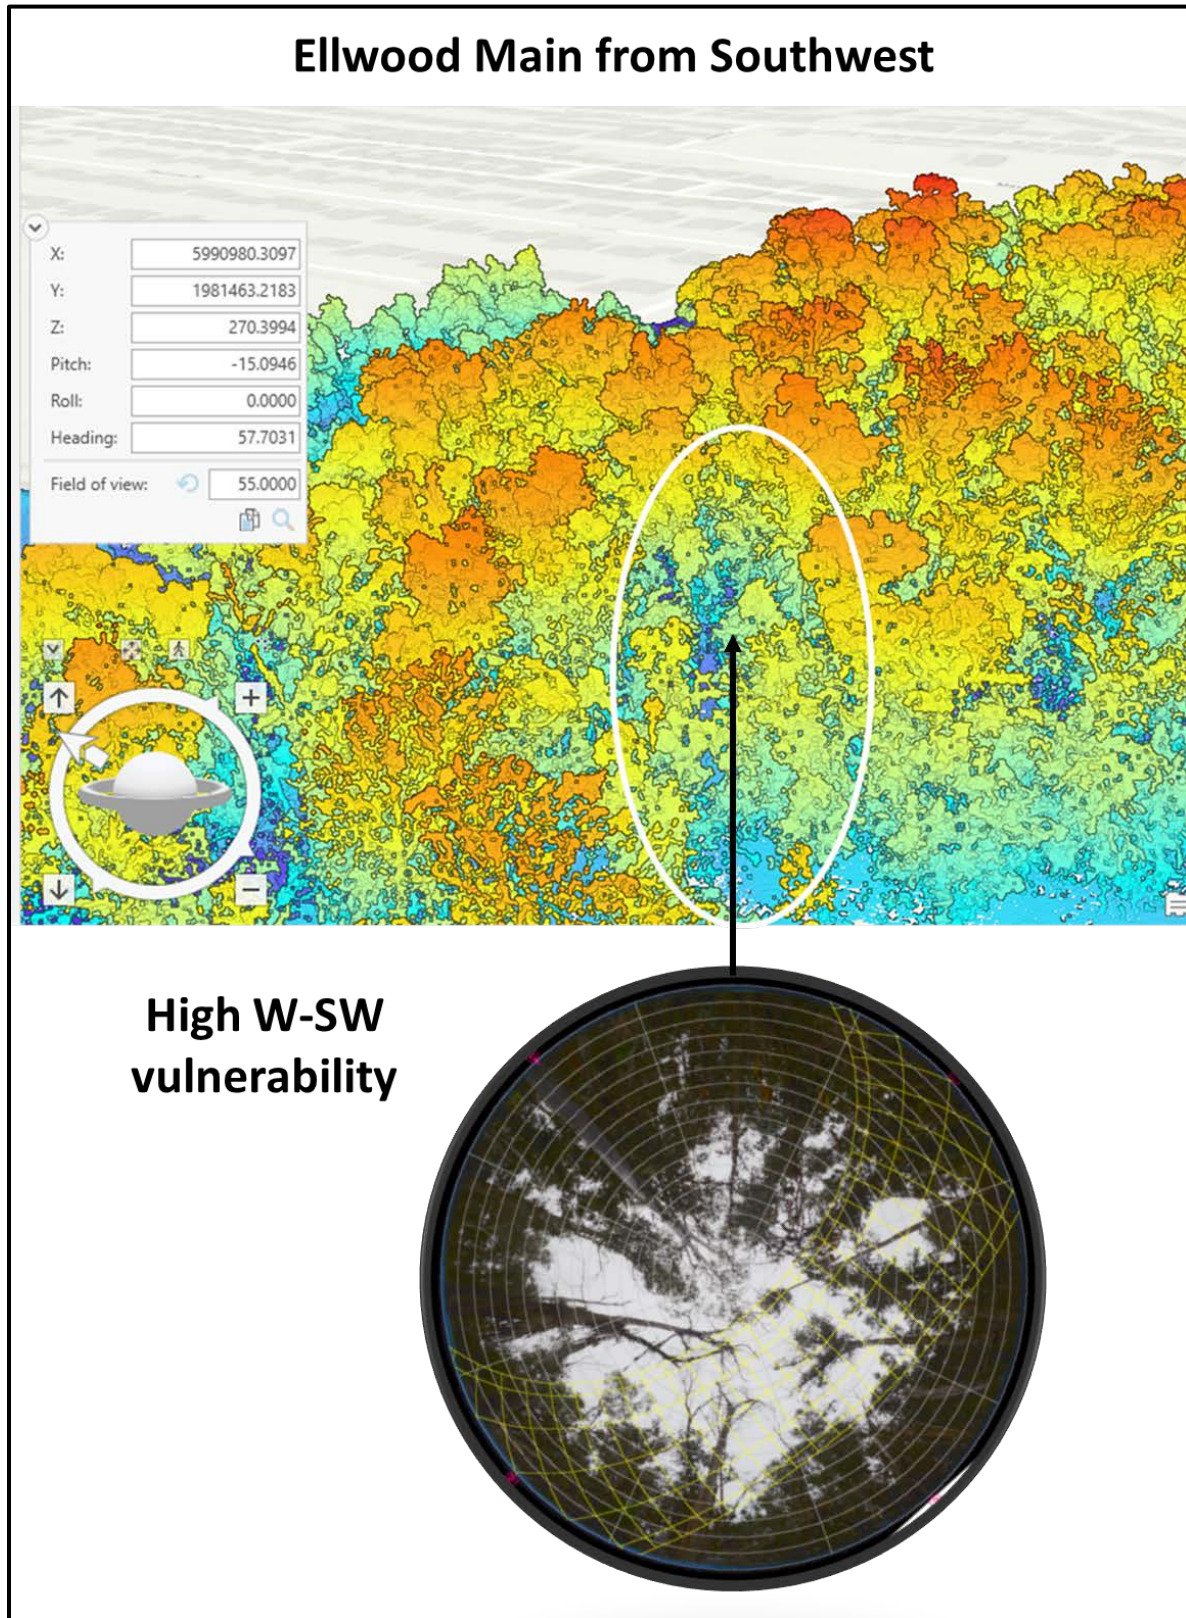 Ellwood Main from Southwest
X: 5990980.3097
Y: 1981463.2183
Z: 270.3994
Pitch: -15.0946
Roll: 0.0000
Heading: 57.7031
Field of view: 55.0000
High W-SW
vulnerability